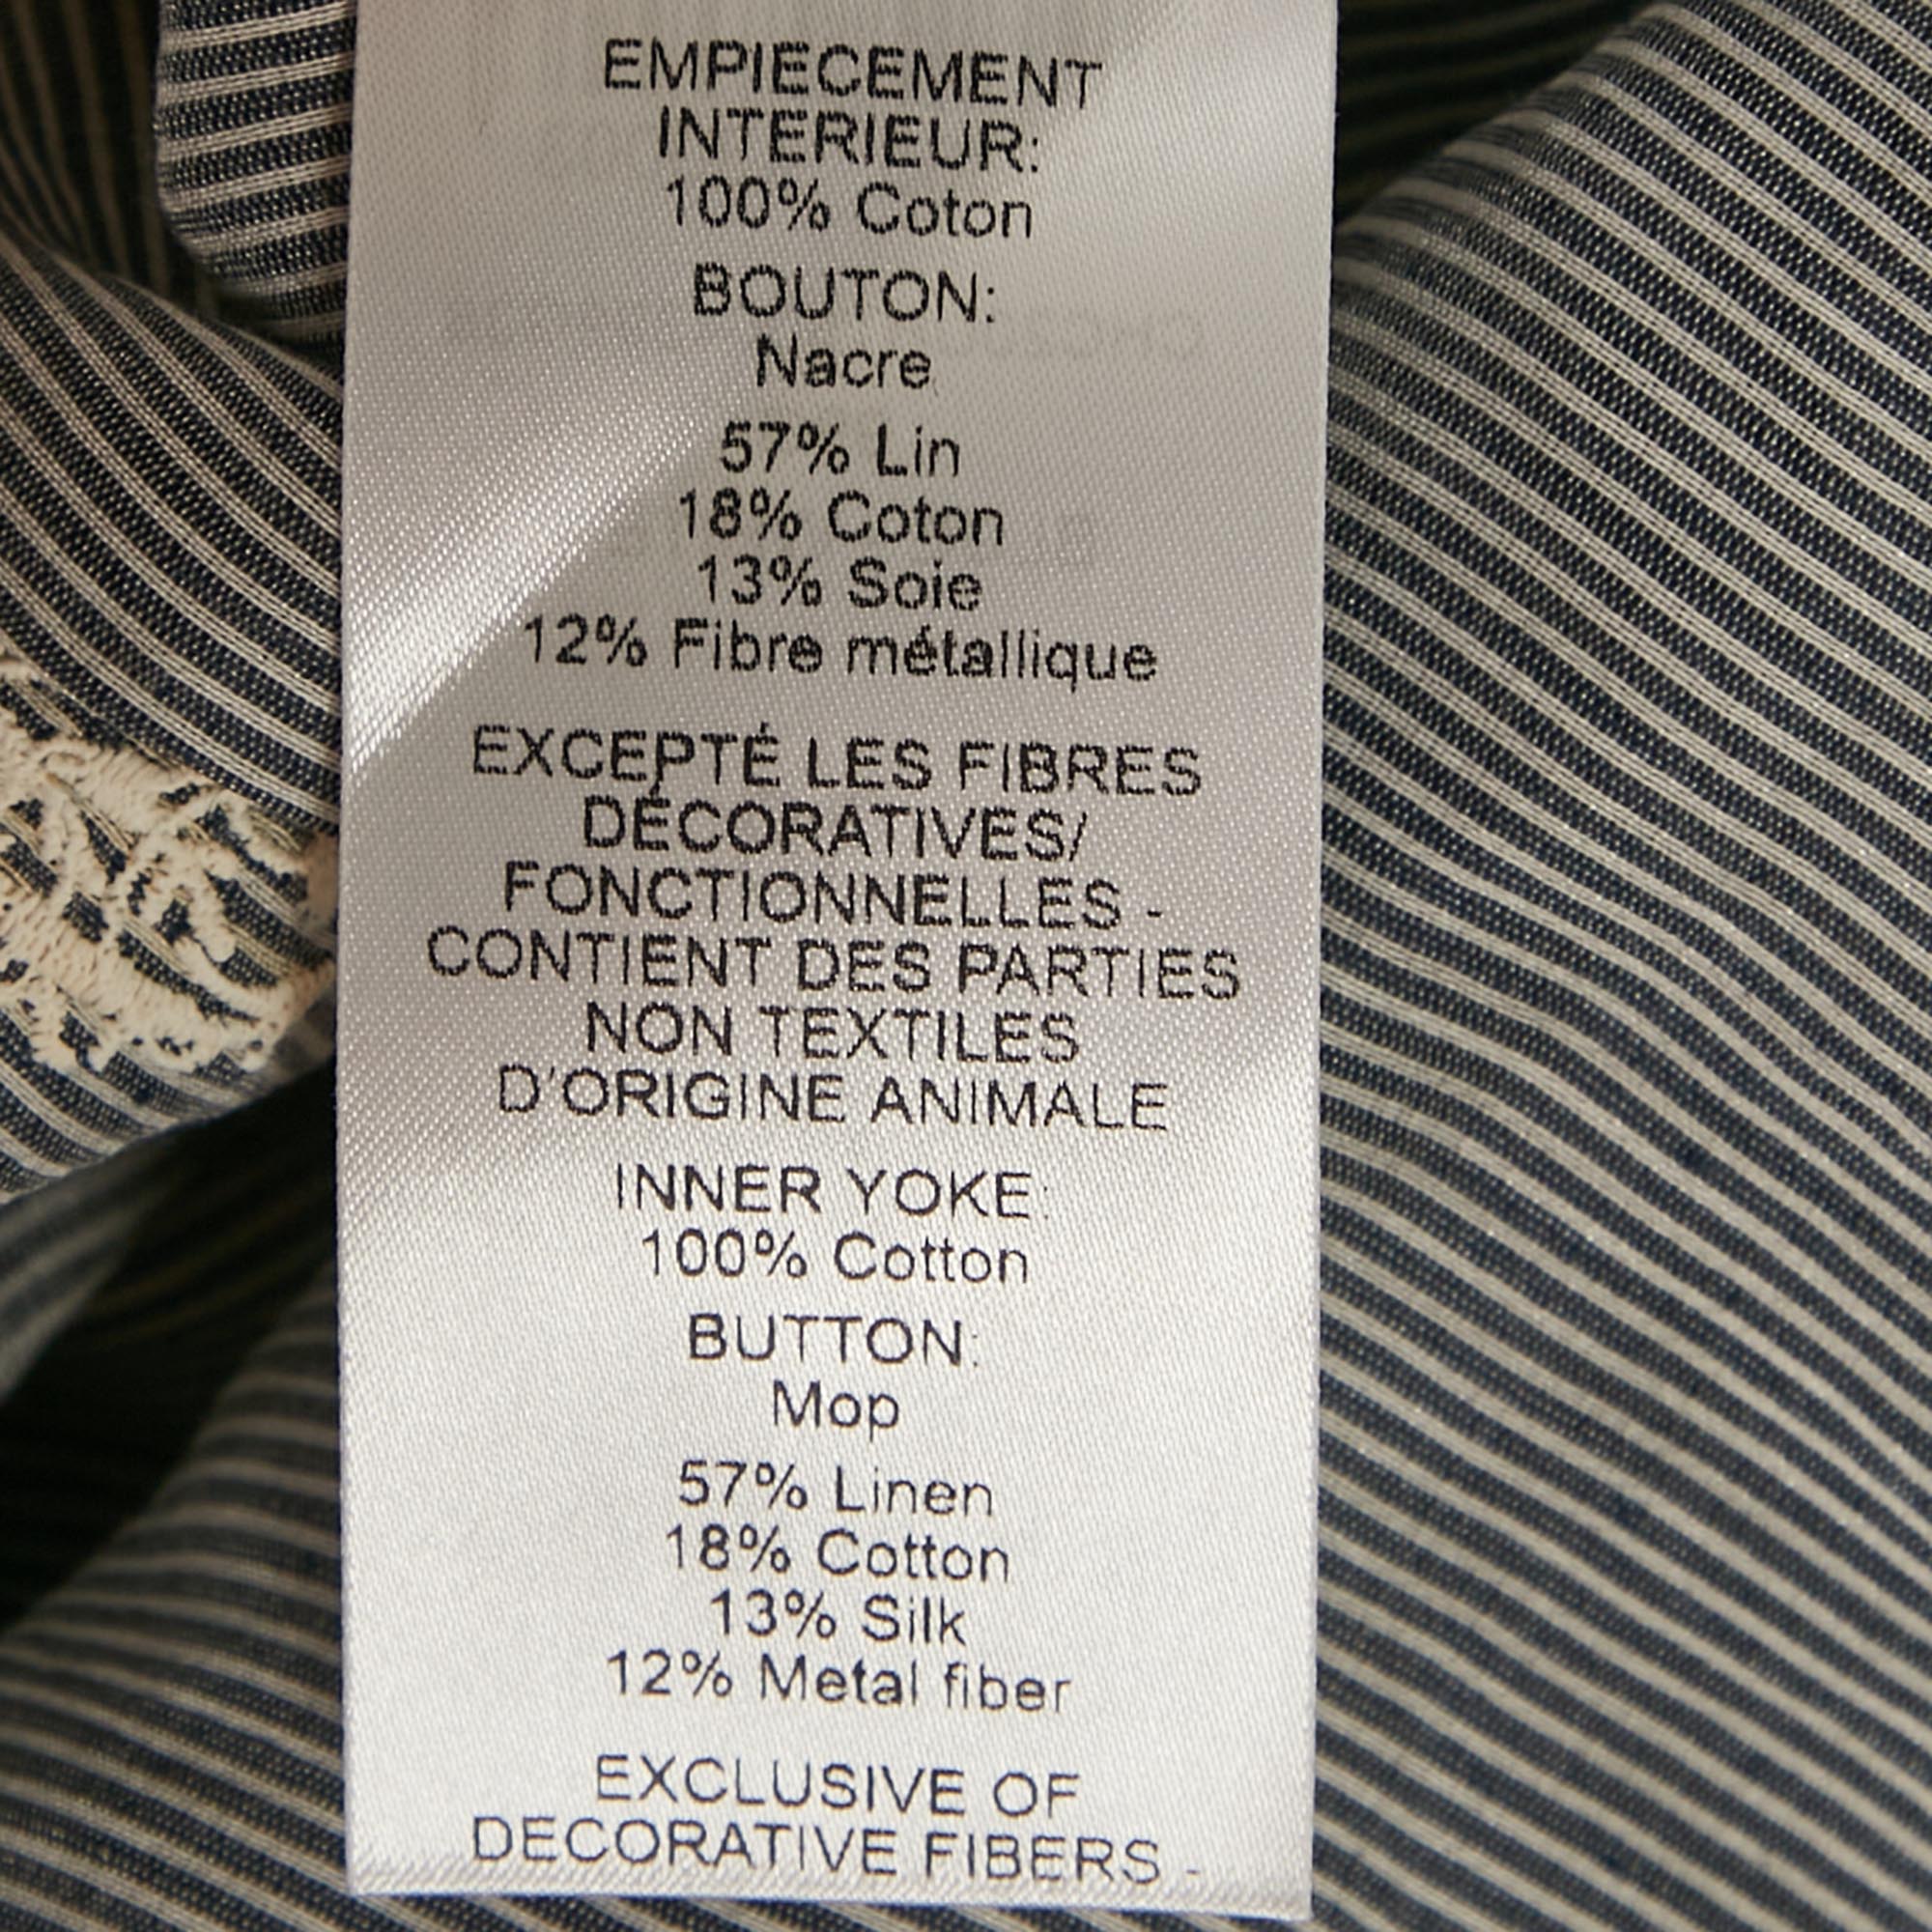 EMPIECEMENT
INTERIEUR:
100% Coton
BOUTON:
Nacre
57% Lin
18% Coton
13% Soie
12% Fibre métallique
EXCEPTÉ LES FIBRES
DÉCORATIVES/
FONCTIONNELLES -
CONTIENT DES PARTIES
NON TEXTILES
D'ORIGINE ANIMALE
INNER YOKE:
100% Cotton
BUTTON:
Mop
57% Linen
18% Cotton
13% Silk
12% Metal fiber
EXCLUSIVE OF
DECORATIVE FIBERS -